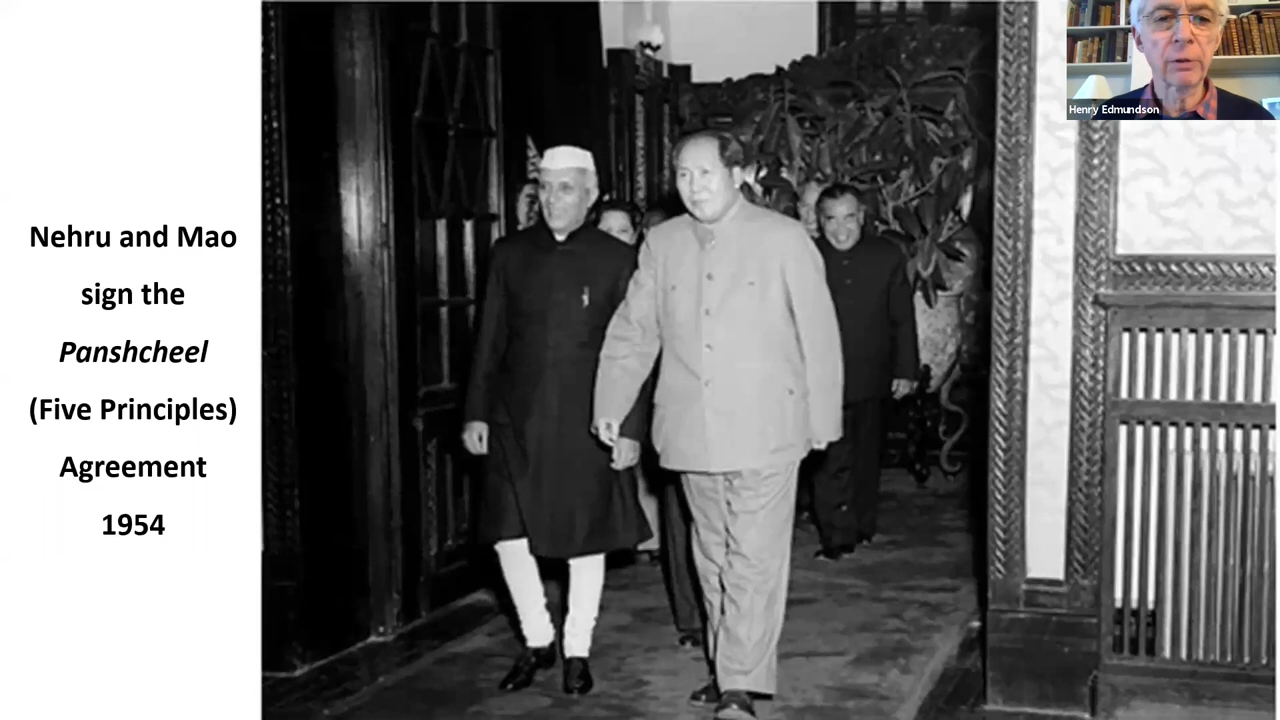 Nehru and Mao
sign the
Panshcheel
(Five Principles)
Agreement
1954
Henry Edmundson